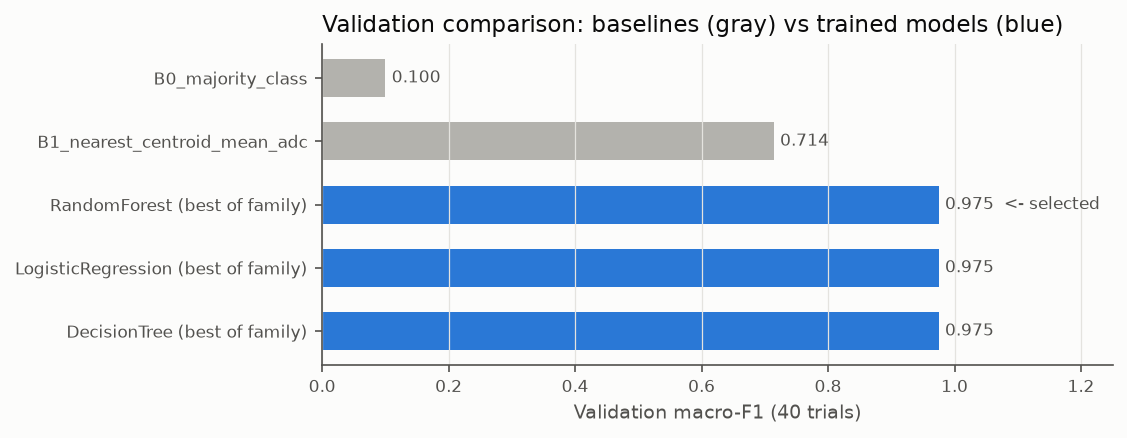 Validation comparison: baselines (gray) vs trained models (blue)
B0_majority_class 0.100
B1_nearest_centroid_mean_adc 0.714
RandomForest (best of family) 0.975 <- selected
LogisticRegression (best of family) 0.975
DecisionTree (best of family) 0.975
0.0 0.2 0.4 0.6 0.8 1.0 1.2
Validation macro-F1 (40 trials)